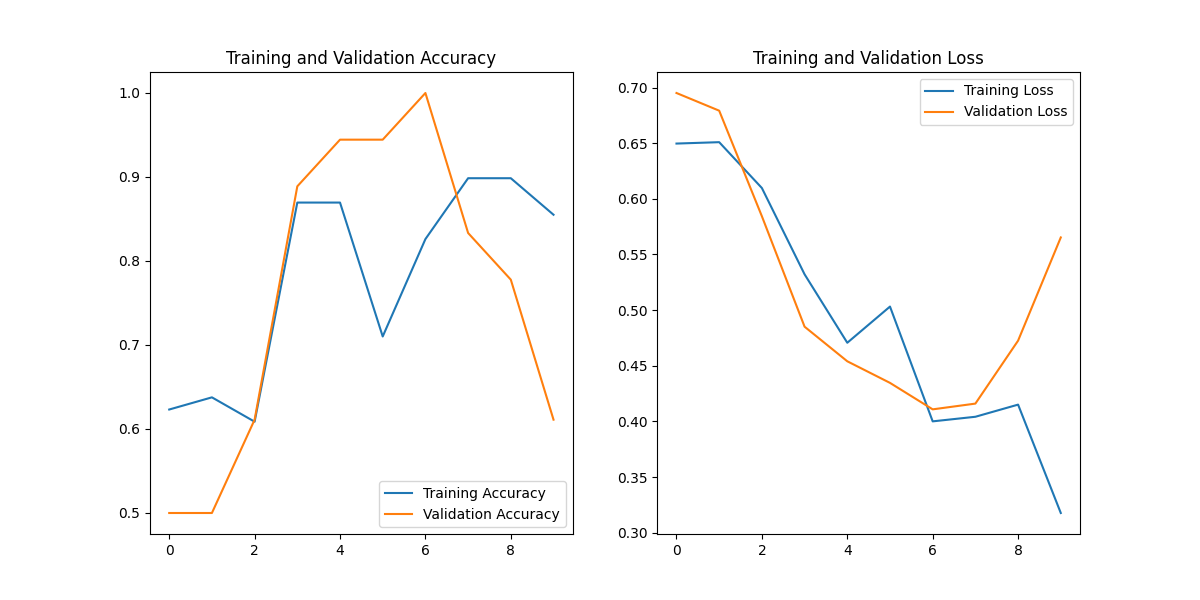 Training and Validation Accuracy
1.0
0.9
0.8
0.7
0.6
0.5
Training Accuracy
Validation Accuracy
0 2 4 6 8
Training and Validation Loss
Training Loss
Validation Loss
0.70
0.65
0.60
0.55
0.50
0.45
0.40
0.35
0.30
0 2 4 6 8